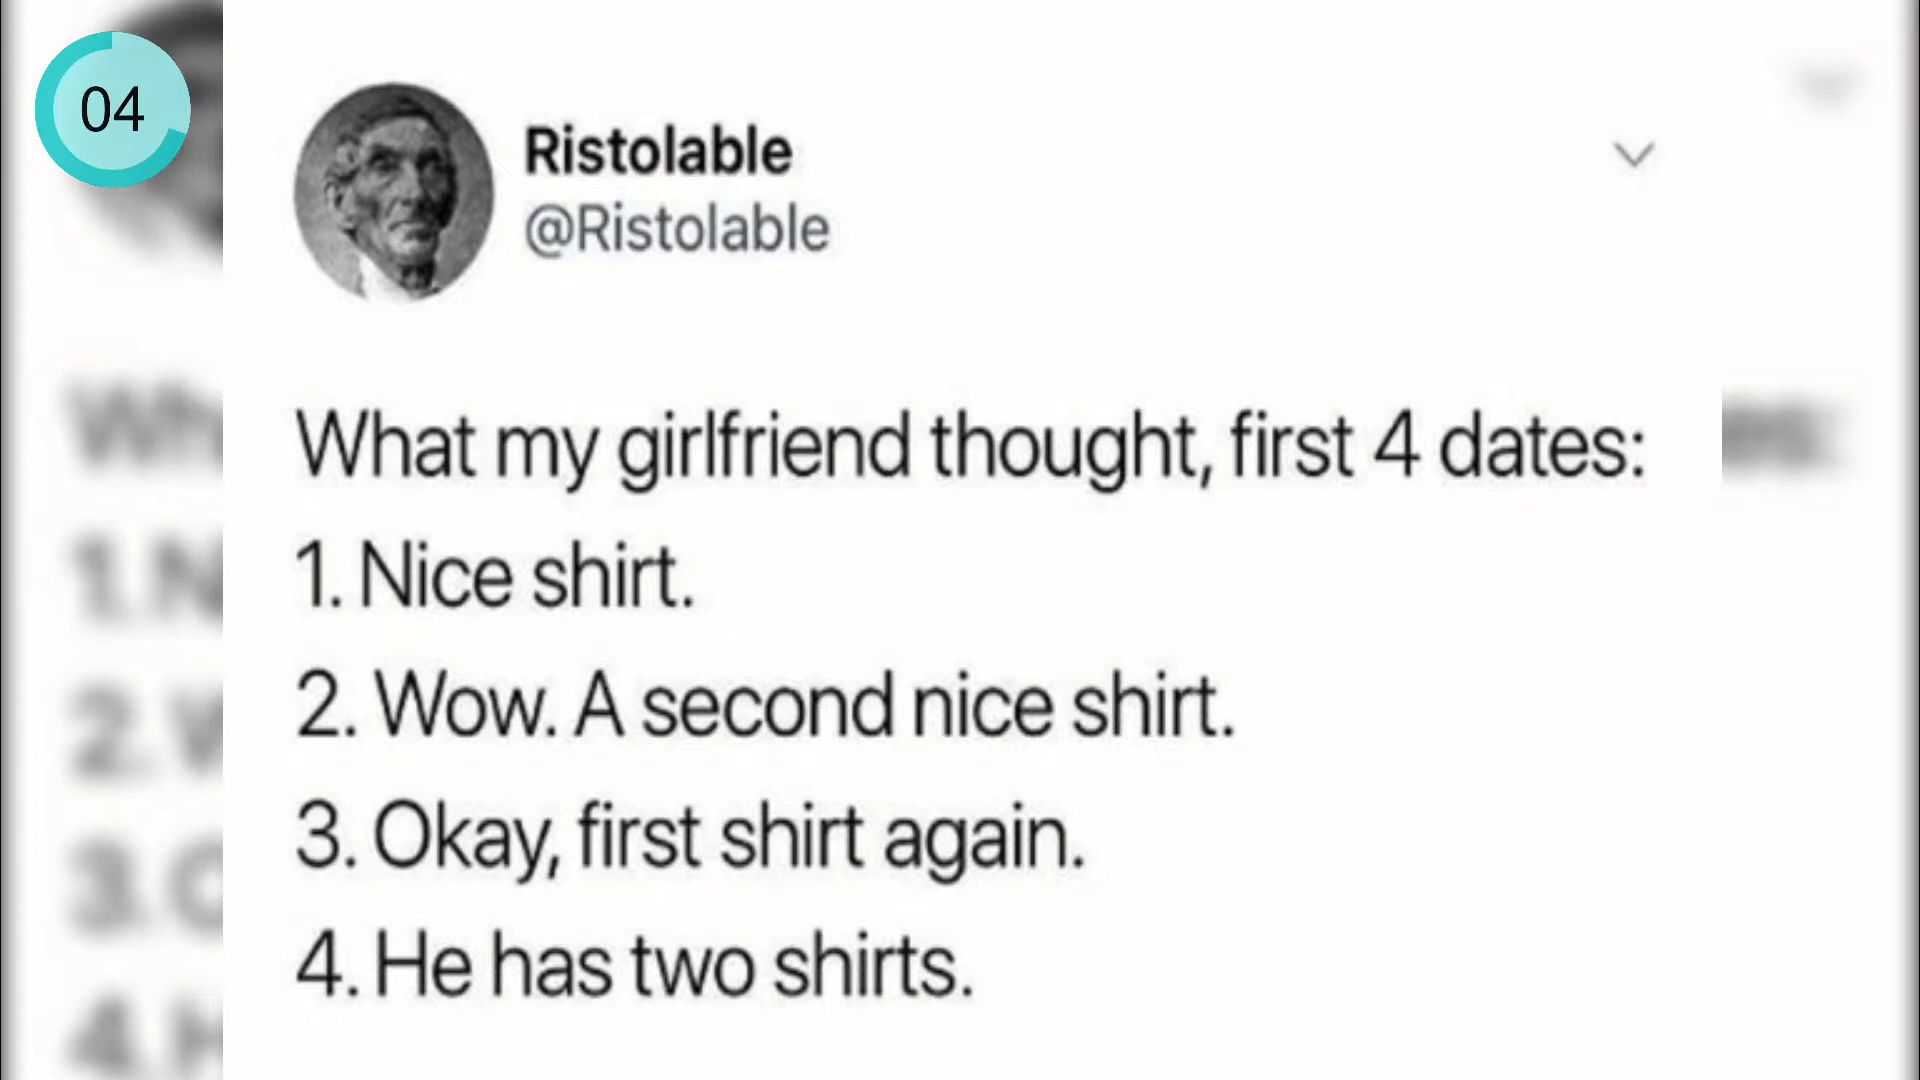 04
Ristolable
@Ristolable
What my girlfriend thought, first 4 dates:
1. Nice shirt.
2. Wow. A second nice shirt.
3. Okay, first shirt again.
4. He has two shirts.